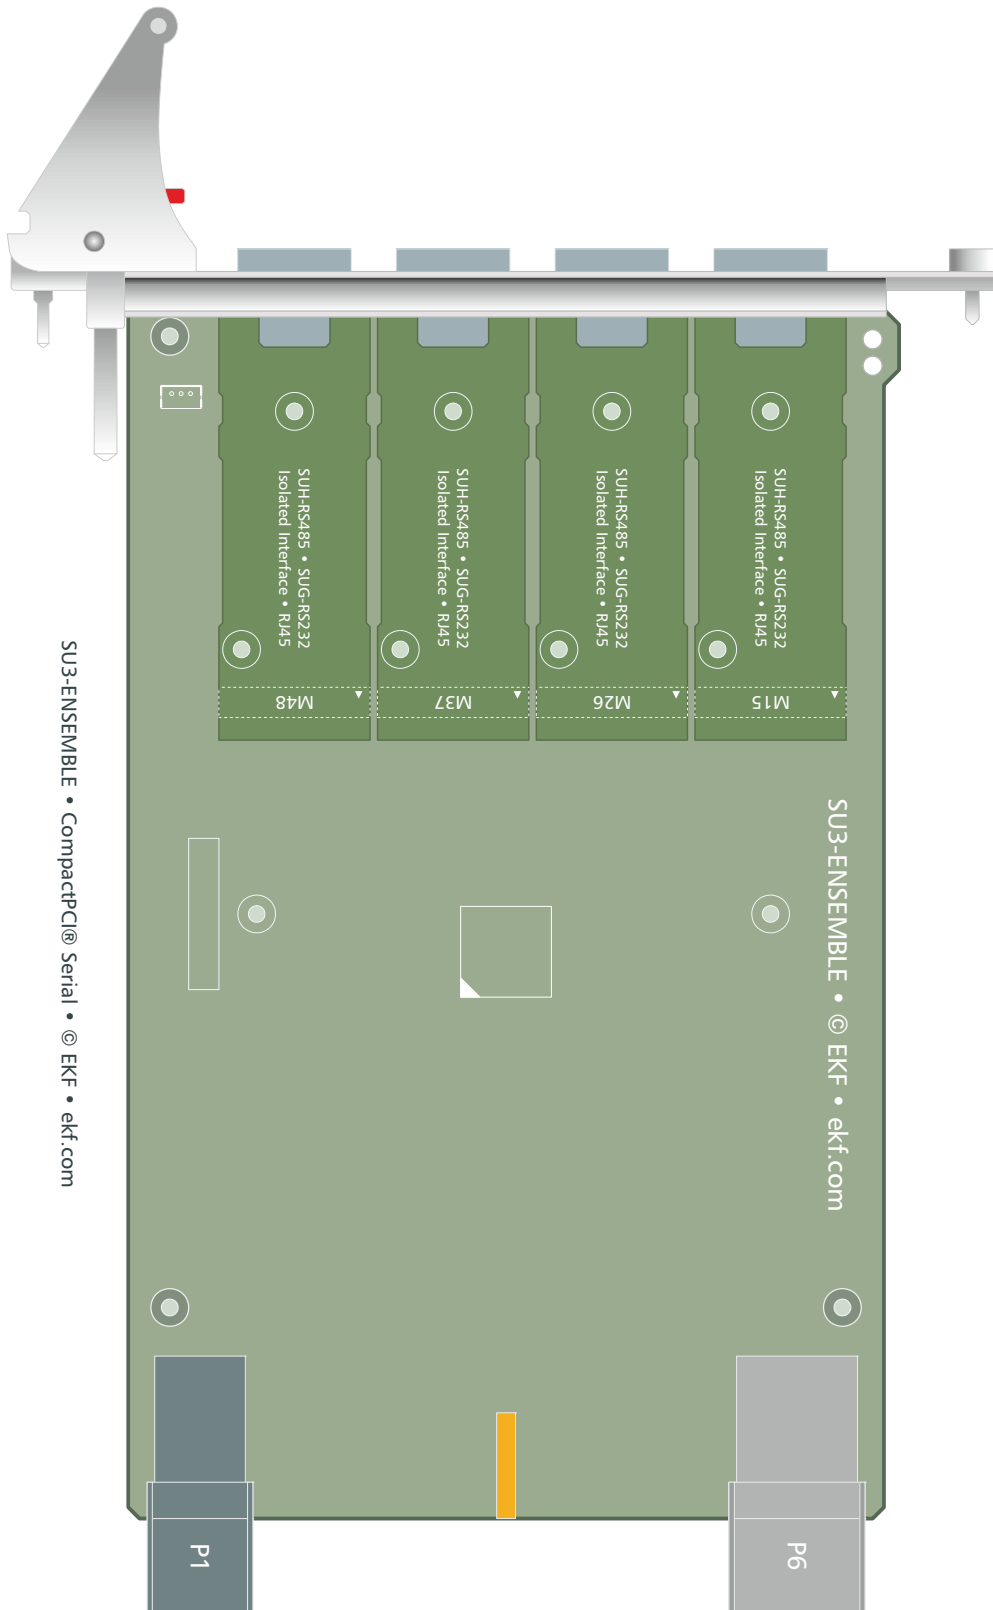 SUH-RS485 • SUG-RS232
Isolated Interface • RJ45
SUH-RS485 • SUG-RS232
Isolated Interface • RJ45
SUH-RS485 • SUG-RS232
Isolated Interface • RJ45
SUH-RS485 • SUG-RS232
Isolated Interface • RJ45
M48
M37
M26
M15
SU3-ENSEMBLE • CompactPCI® Serial • © EKF • ekf.com
SU3-ENSEMBLE • © EKF • ekf.com
P1
P6